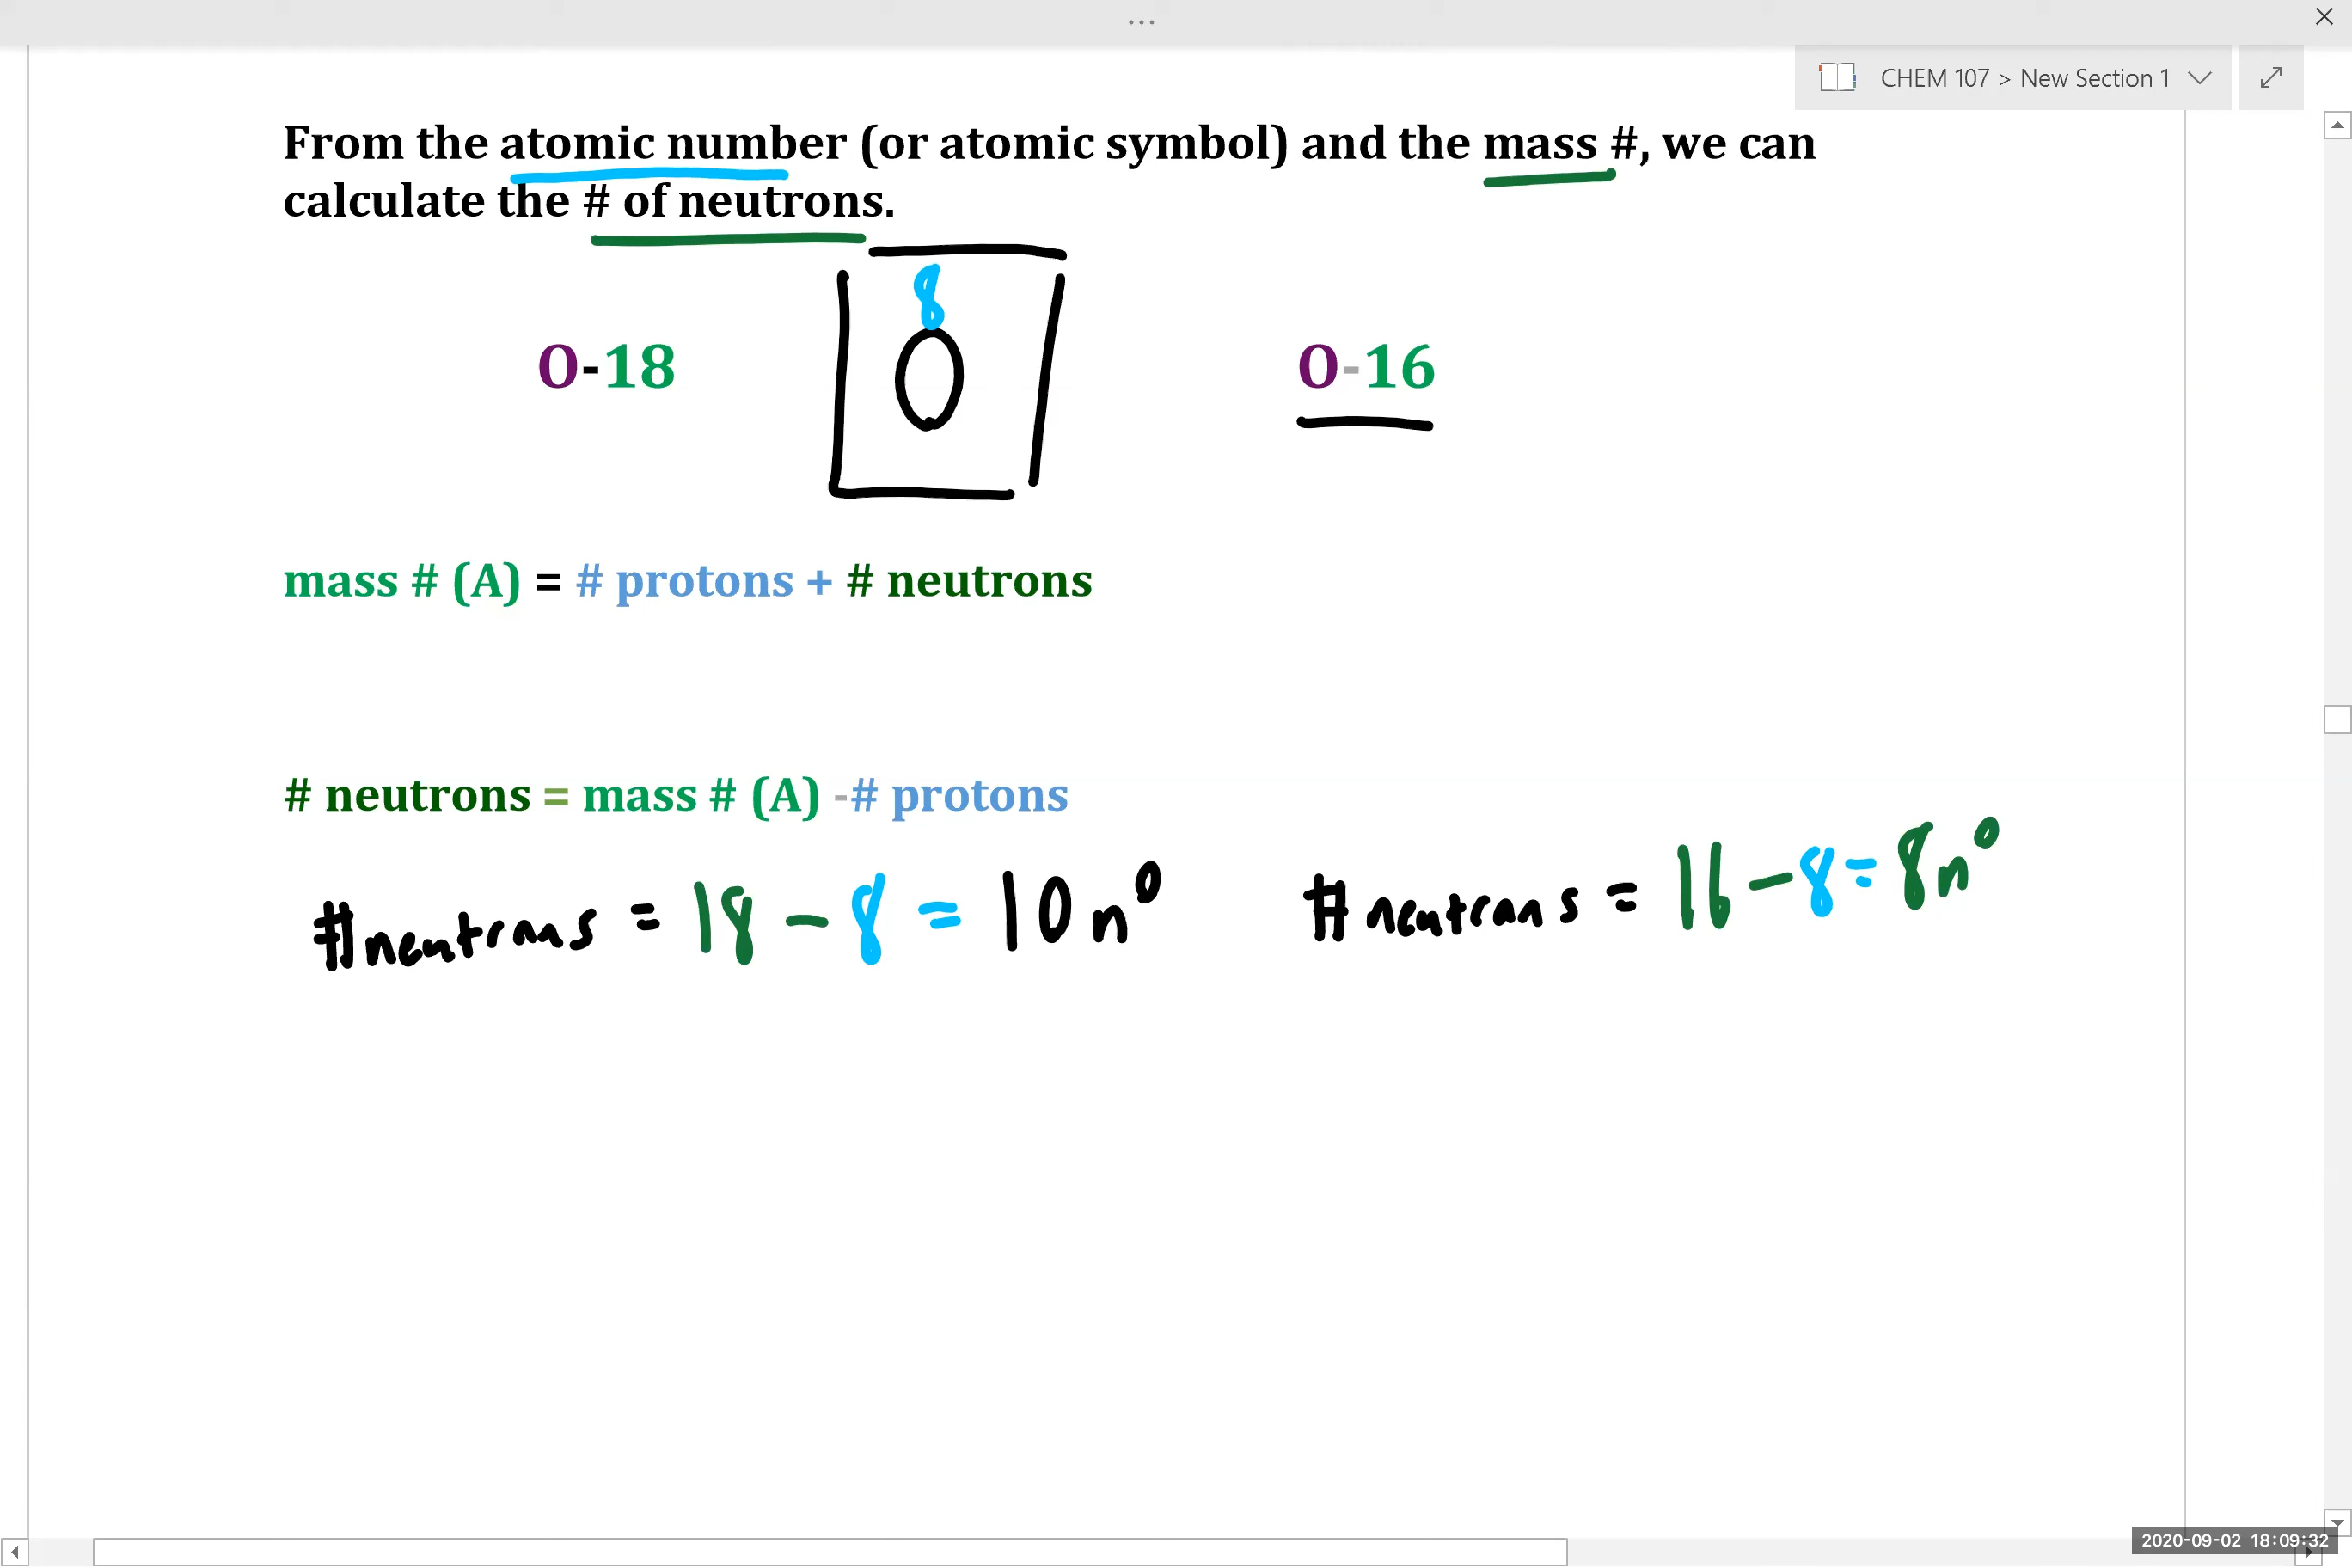 ...
CHEM 107 > New Section 1
From the atomic number (or atomic symbol) and the mass #, we can
calculate the # of neutrons.
8
O
O-18
O-16
mass # (A) = # protons + # neutrons
# neutrons = mass # (A) -# protons
# neutrons = 18 - 8 = 10 n°
# neutrons = 16 - 8 = 8 n°
2020-09-02 18:09:32